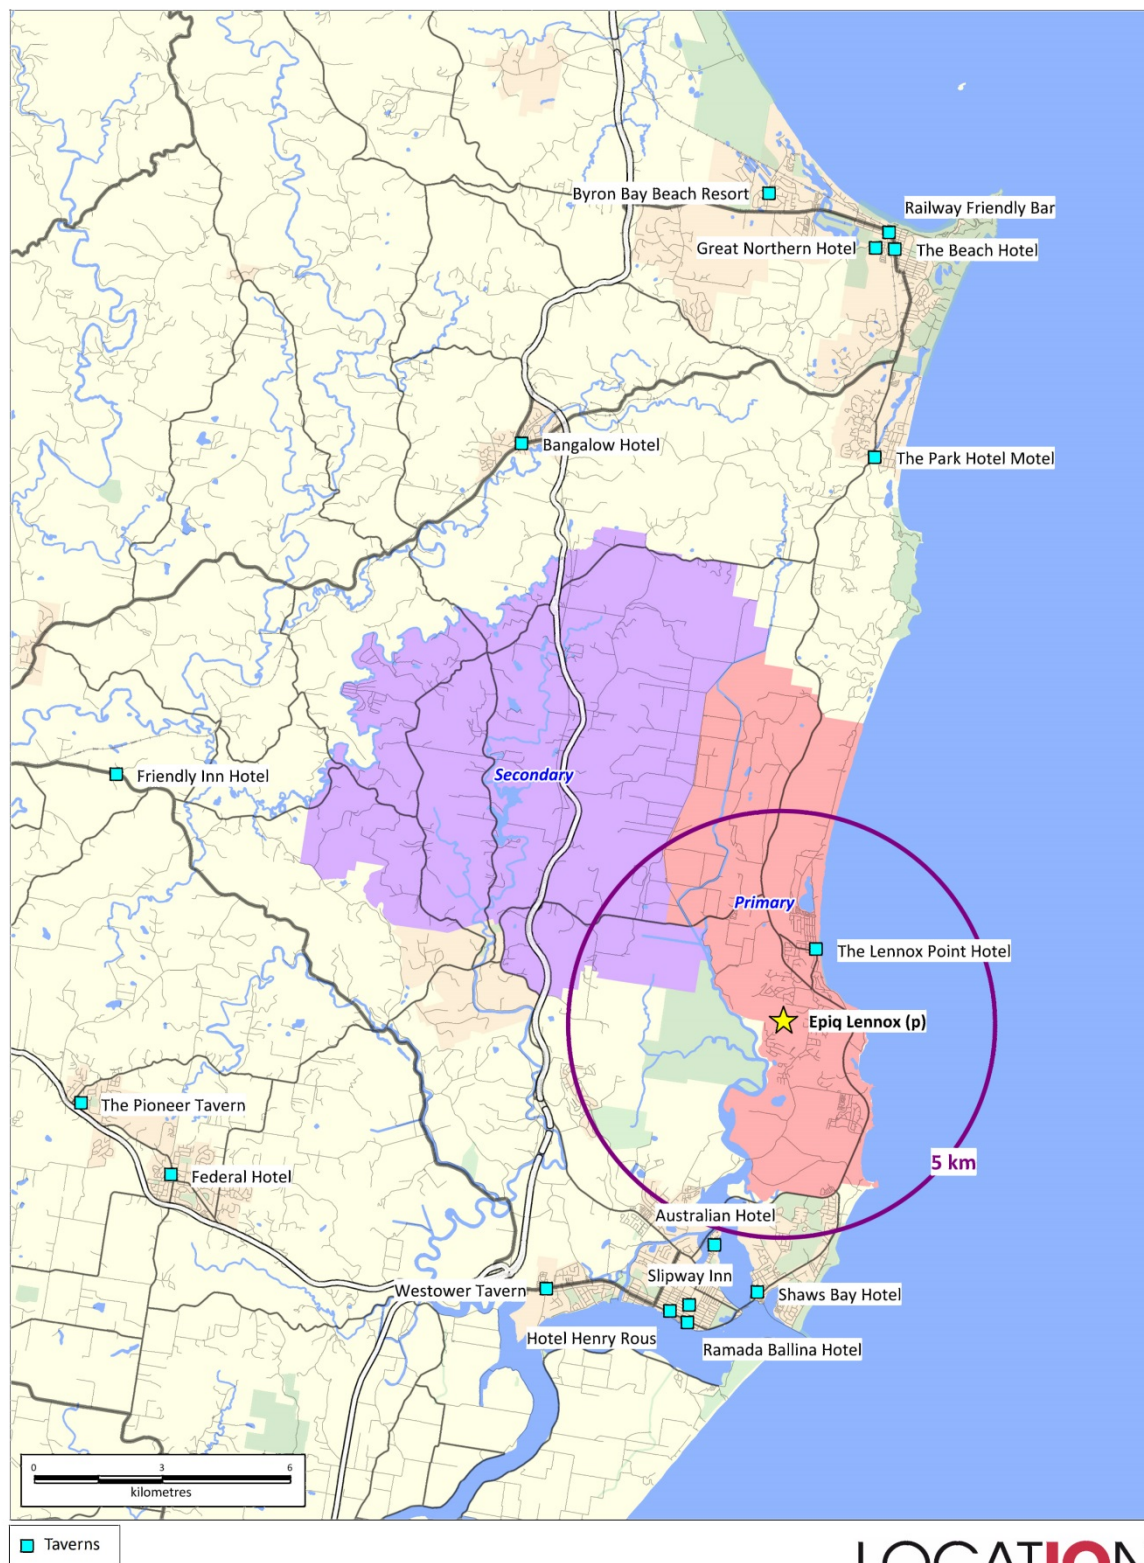 Byron Bay Beach Resort
Railway Friendly Bar
Great Northern Hotel
The Beach Hotel
Bangalow Hotel
The Park Hotel Motel
Friendly Inn Hotel
Secondary
Primary
The Lennox Point Hotel
Epiq Lennox (p)
The Pioneer Tavern
5 km
Federal Hotel
Australian Hotel
Slipway Inn
Westower Tavern
Shaws Bay Hotel
Hotel Henry Rous
Ramada Ballina Hotel
0 3 6
kilometres
Taverns
LOCATION